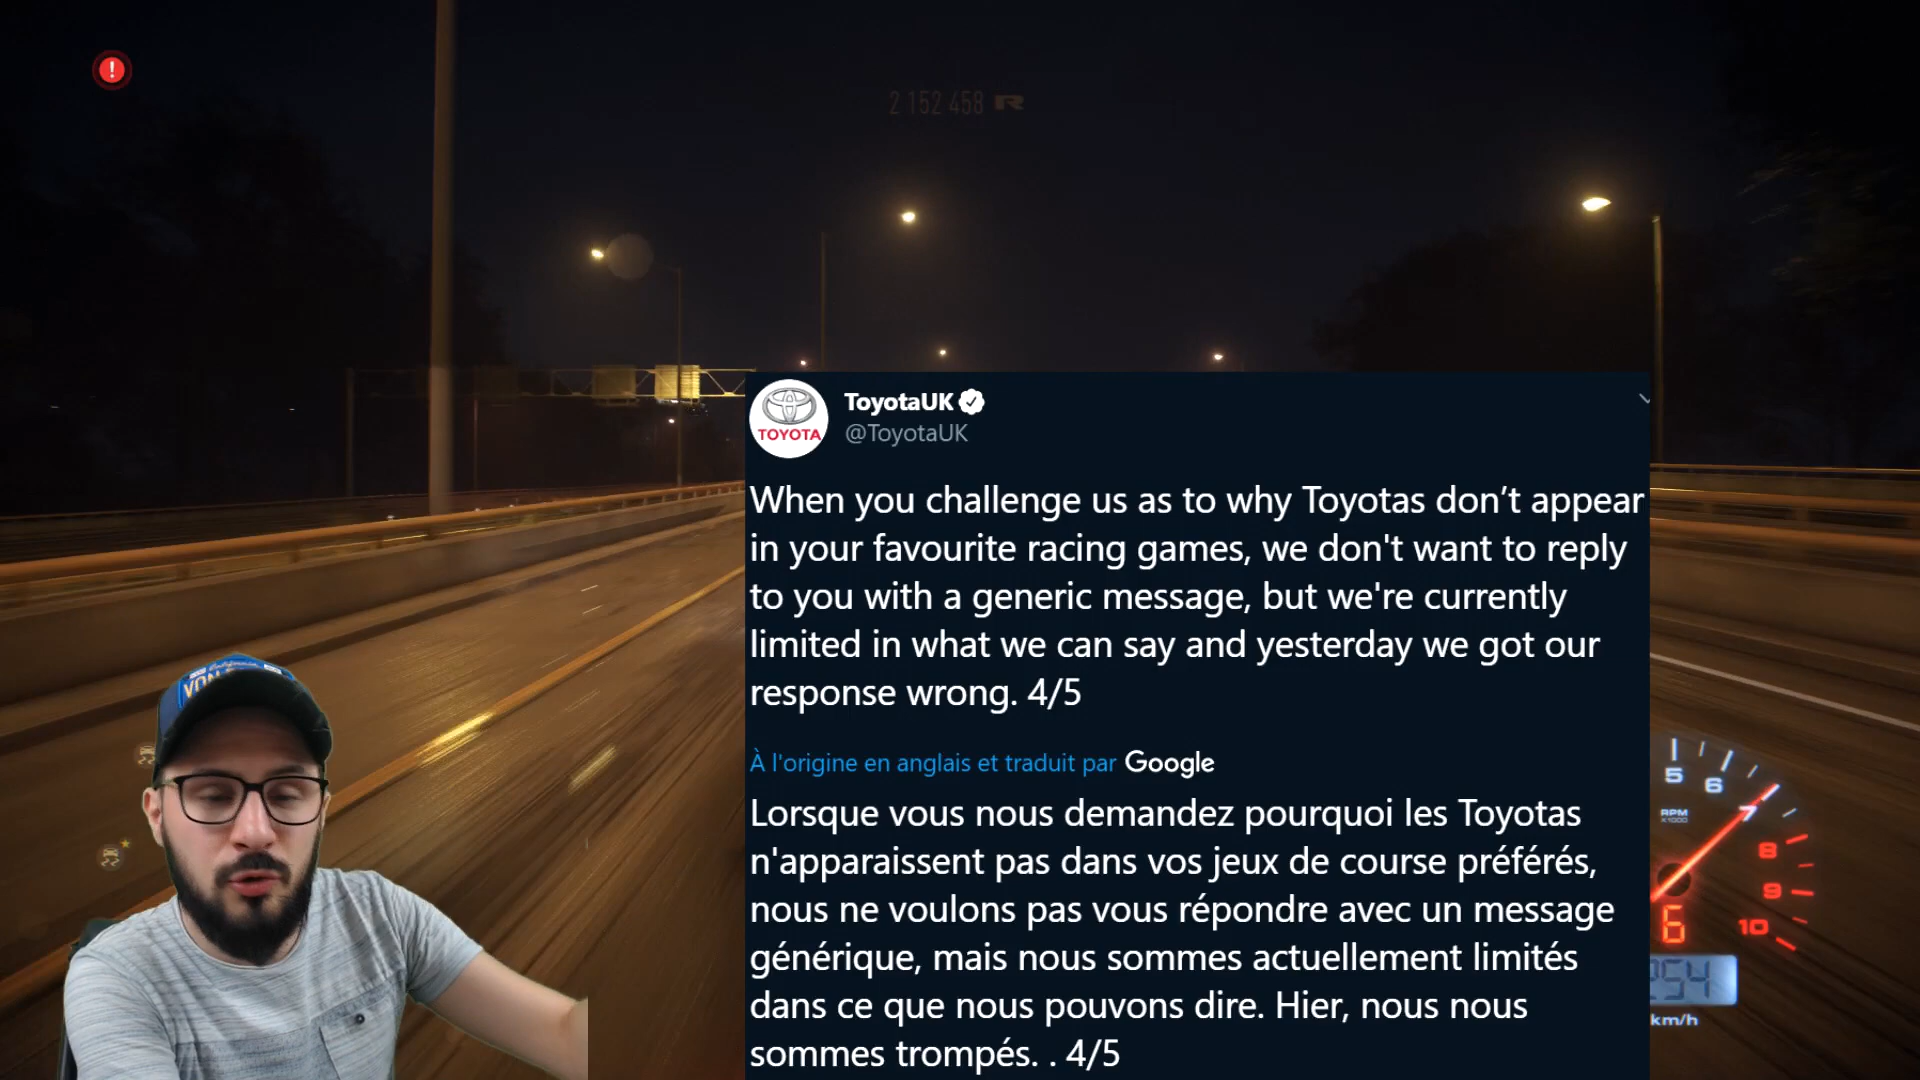 !
2 152 458 R
ToyotaUK
@ToyotaUK
TOYOTA
When you challenge us as to why Toyotas don’t appear
in your favourite racing games, we don't want to reply
to you with a generic message, but we're currently
limited in what we can say and yesterday we got our
response wrong. 4/5
À l'origine en anglais et traduit par Google
Lorsque vous nous demandez pourquoi les Toyotas
n'apparaissent pas dans vos jeux de course préférés,
nous ne voulons pas vous répondre avec un message
générique, mais nous sommes actuellement limités
dans ce que nous pouvons dire. Hier, nous nous
sommes trompés. . 4/5
California
5 6 7 8 9 10
RPM
X1000
6
254
km/h